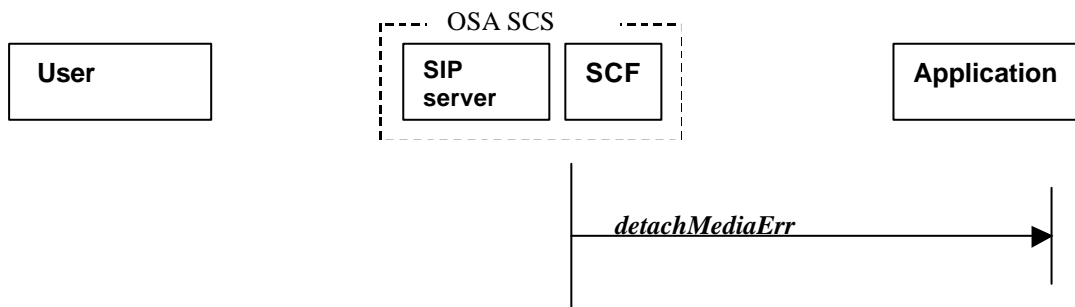 OSA SCS
User
SIP
server
SCF
Application
detachMediaErr